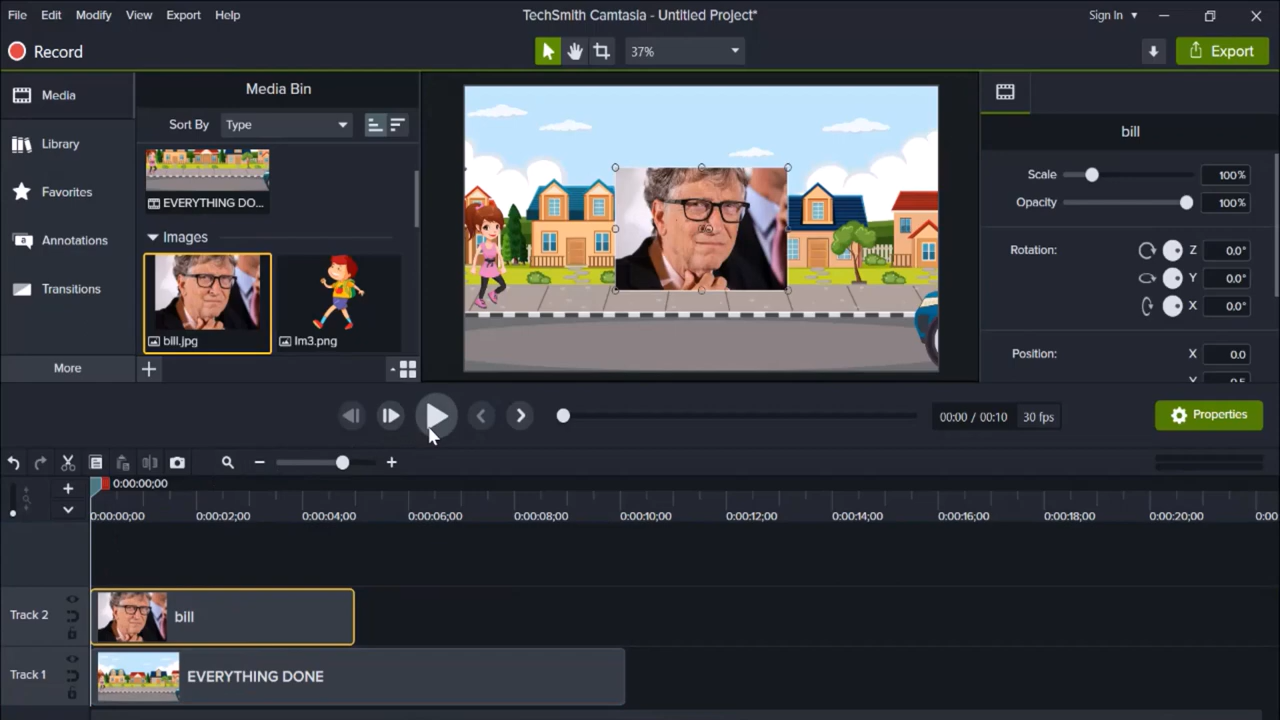 File Edit Modify View Export Help
TechSmith Camtasia - Untitled Project*
Sign In
Record
37%
Export
Media
Library
Favorites
Annotations
Transitions
More
Media Bin
Sort By Type
EVERYTHING DO...
Images
bill.jpg
Im3.png
bill
Scale 100%
Opacity 100%
Rotation: Z 0.0°
Y 0.0°
X 0.0°
Position: X 0.0
Y 0.5
00:00 / 00:10 30 fps
Properties
0:00:00;00
0:00:00;00 0:00:02;00 0:00:04;00 0:00:06;00 0:00:08;00 0:00:10;00 0:00:12;00 0:00:14;00 0:00:16;00 0:00:18;00 0:00:20;00 0:00
Track 2
bill
Track 1
EVERYTHING DONE